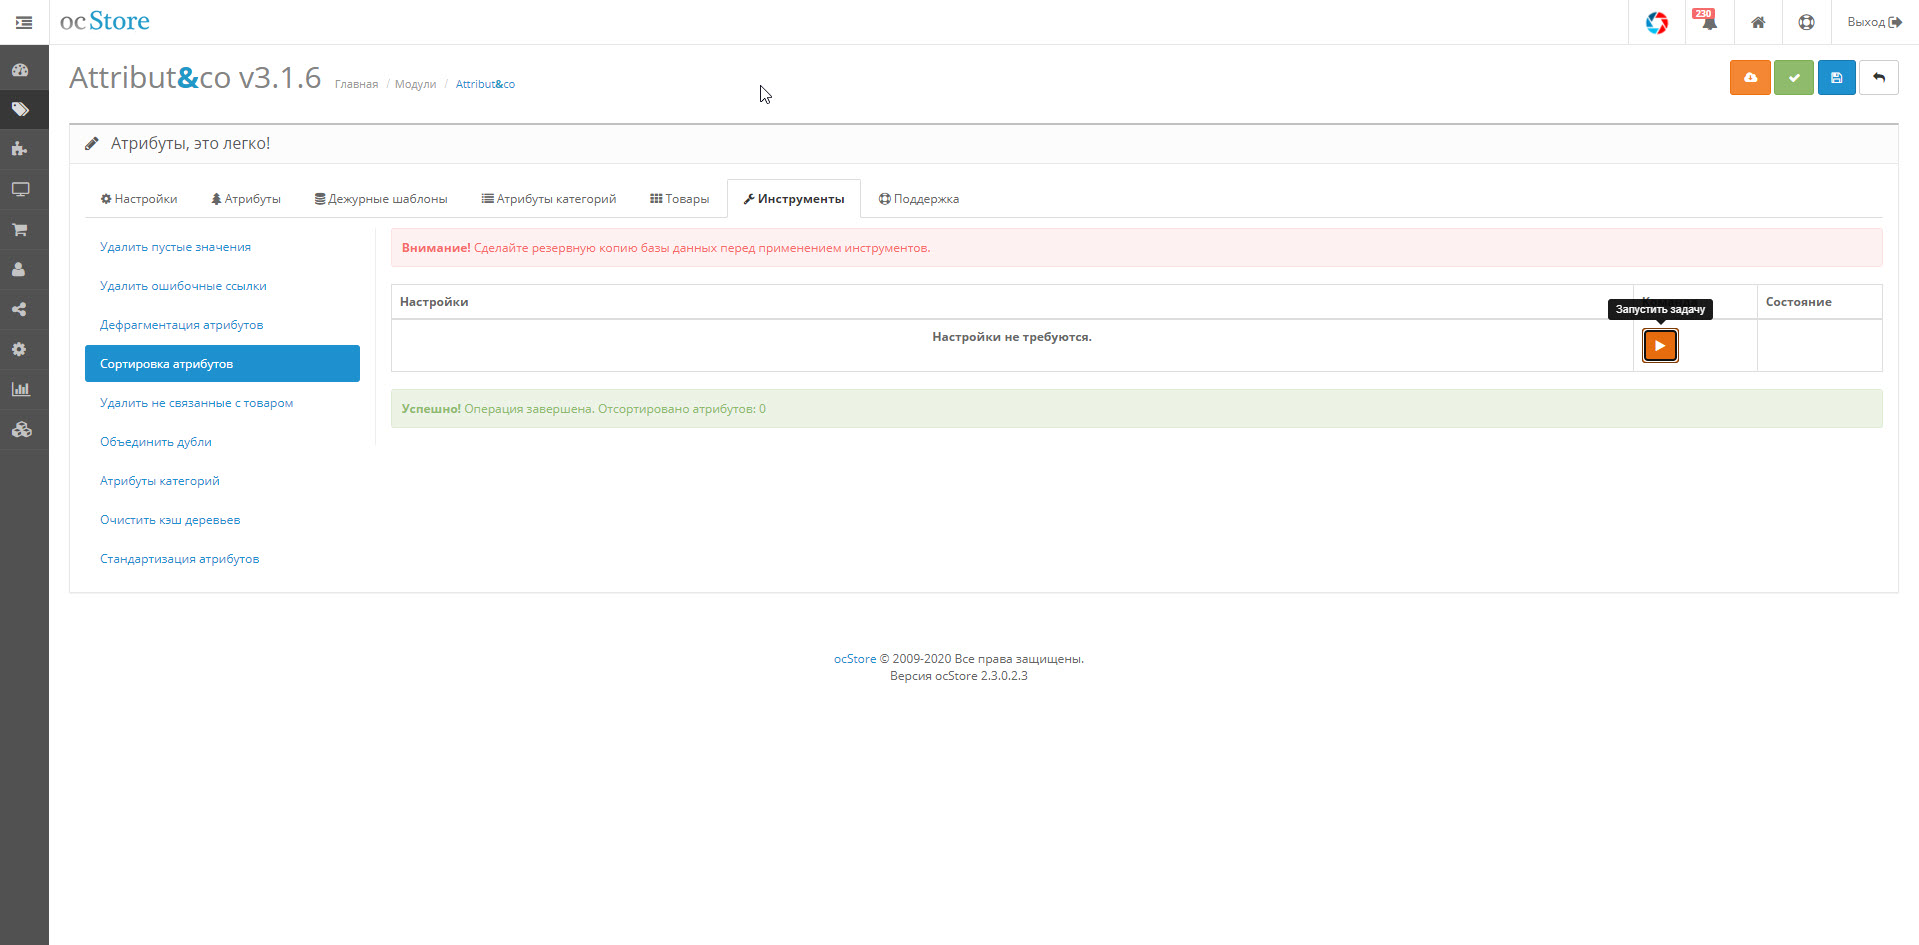 ocStore
230
Выход
Attribut&co v3.1.6
Главная / Модули / Attribut&co
Атрибуты, это легко!
Настройки
Атрибуты
Дежурные шаблоны
Атрибуты категорий
Товары
Инструменты
Поддержка
Удалить пустые значения
Удалить ошибочные ссылки
Дефрагментация атрибутов
Сортировка атрибутов
Удалить не связанные с товаром
Объединить дубли
Атрибуты категорий
Очистить кэш деревьев
Стандартизация атрибутов
Внимание! Сделайте резервную копию базы данных перед применением инструментов.
Настройки
Состояние
Запустить задачу
Настройки не требуются.
Успешно! Операция завершена. Отсортировано атрибутов: 0
ocStore © 2009-2020 Все права защищены.
Версия ocStore 2.3.0.2.3